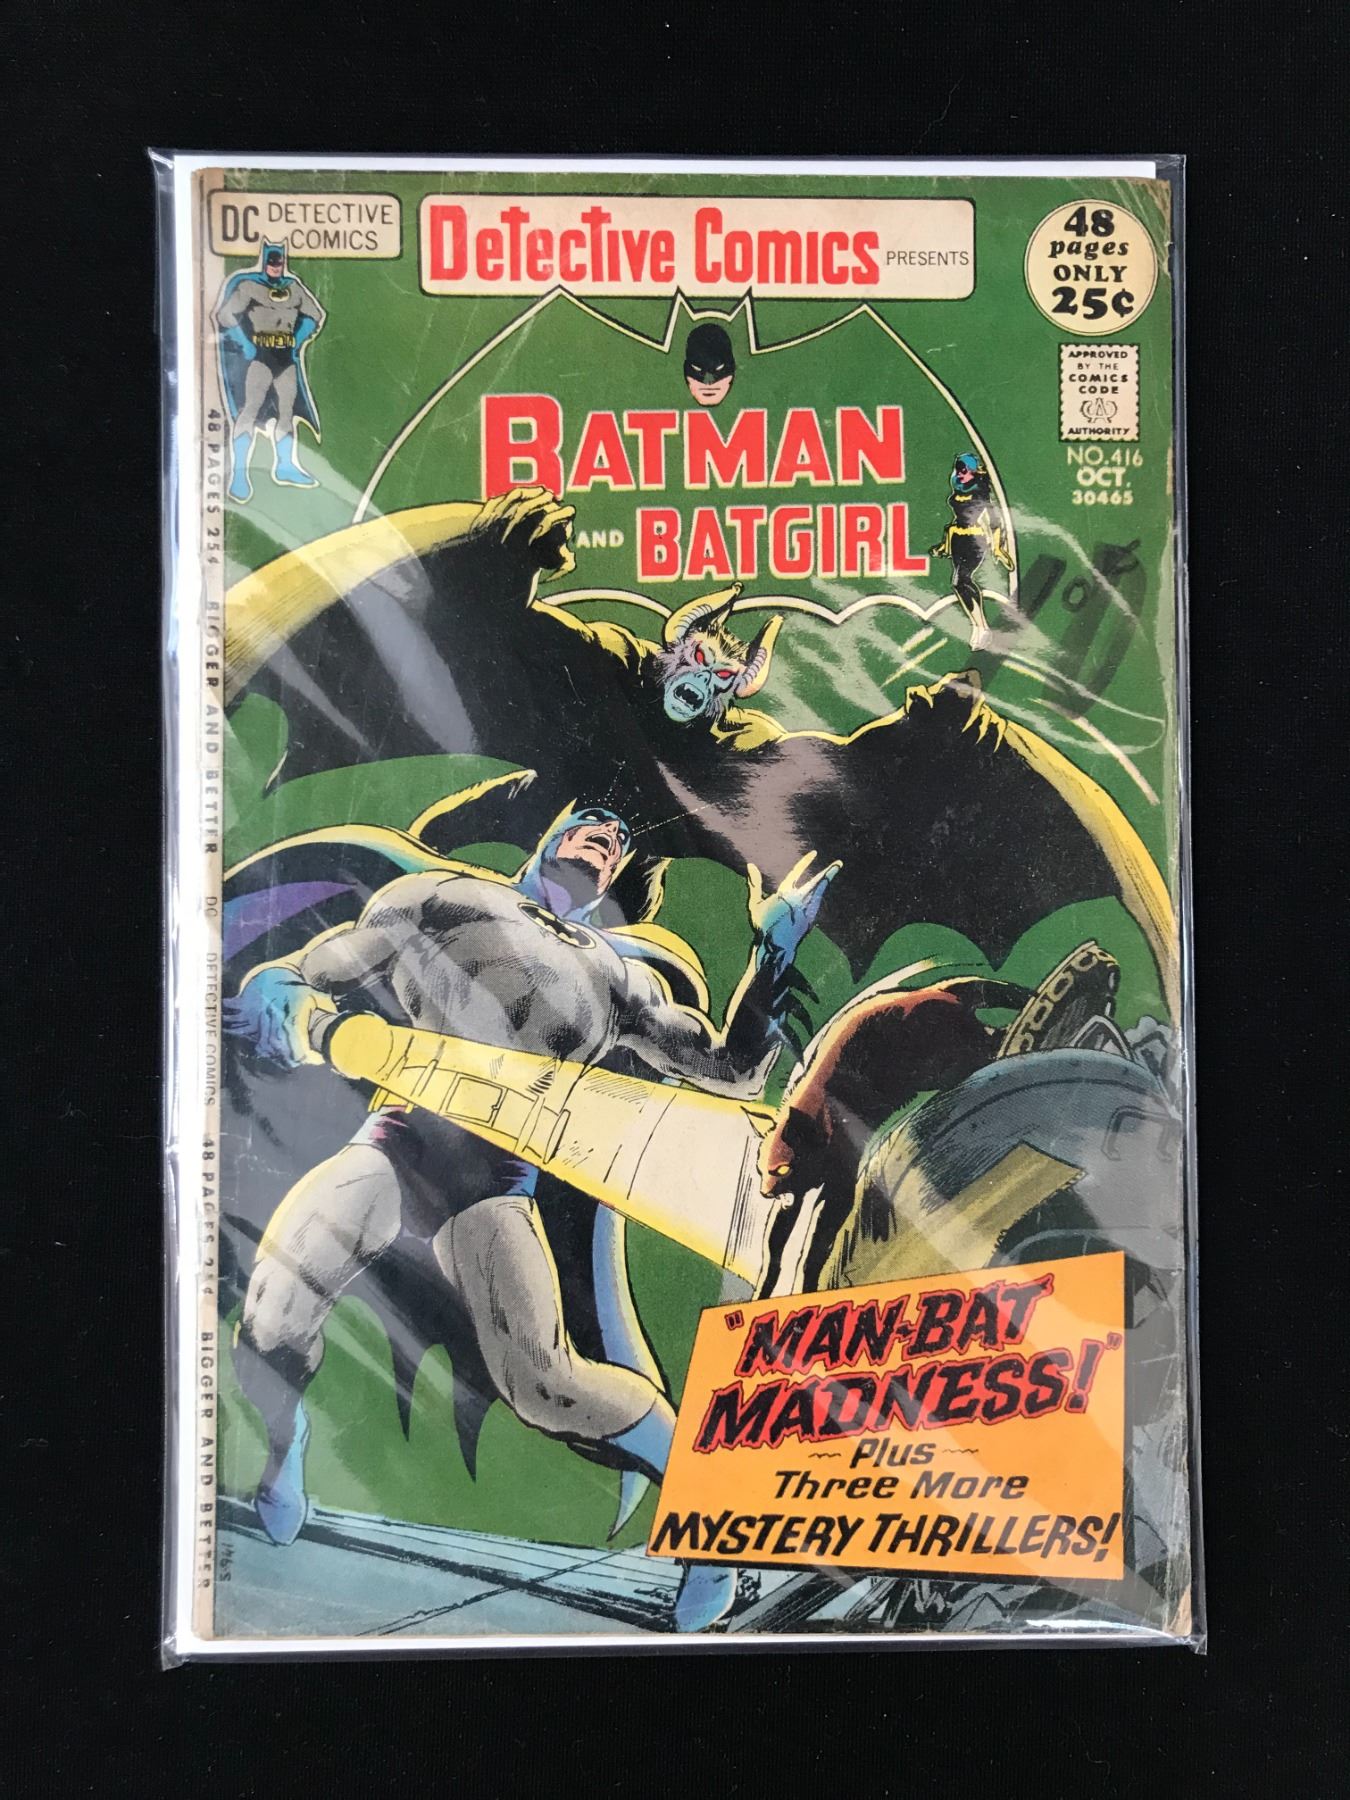 DC DETECTIVE
COMICS
Detective Comics PRESENTS
48
pages
ONLY
25¢
APPROVED
BY THE
COMICS
CODE
CA
AUTHORITY
NO.416
OCT.
30465
BATMAN
AND BATGIRL
48 PAGES 25¢ BIGGER AND BETTER DC DETECTIVE COMICS 48 PAGES 25¢ BIGGER AND BETTER
"MAN-BAT
MADNESS!"
Plus
Three More
MYSTERY THRILLERS!